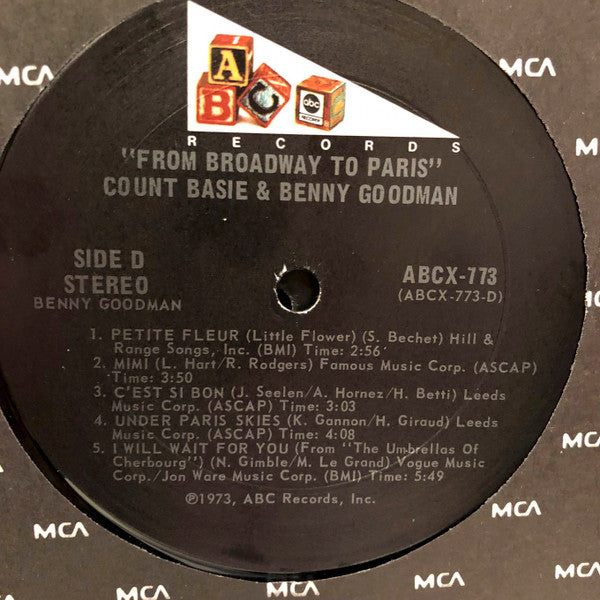 A
B C abc
RECORDS
"FROM BROADWAY TO PARIS"
COUNT BASIE & BENNY GOODMAN
SIDE D
STEREO
BENNY GOODMAN
ABCX-773
(ABCX-773-D)
1. PETITE FLEUR (Little Flower) (S. Bechet) Hill &
Range Songs, Inc. (BMI) Time: 2:56
2. MIMI (L. Hart/R. Rodgers) Famous Music Corp. (ASCAP)
Time: 3:50
3. C'EST SI BON (J. Seelen/A. Hornez/H. Betti) Leeds
Music Corp. (ASCAP) Time: 3:03
4. UNDER PARIS SKIES (K. Gannon/H. Giraud) Leeds
Music Corp. (ASCAP) Time: 4:08
5. I WILL WAIT FOR YOU (From "The Umbrellas Of
Cherbourg") (N. Gimble/M. Le Grand) Vogue Music
Corp./Jon Ware Music Corp. (BMI) Time: 5:49
℗1973, ABC Records, Inc.
MCA
MCA
MCA
MCA
MCA
MCA
MCA
MCA